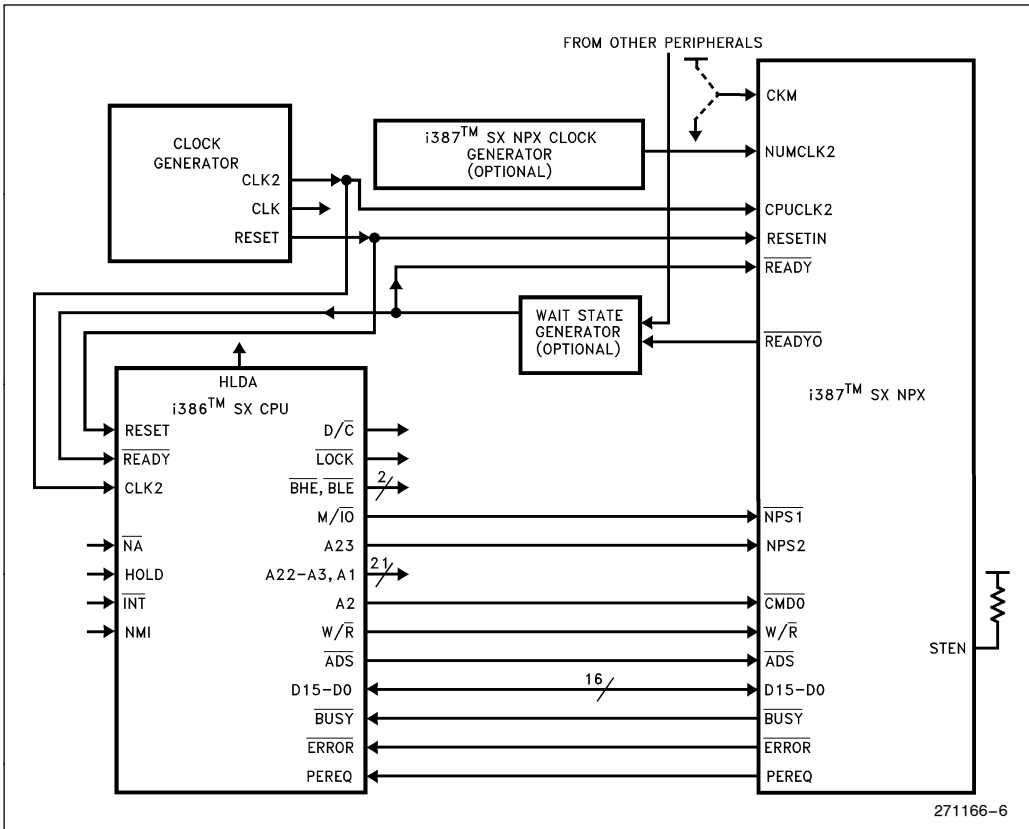 FROM OTHER PERIPHERALS
CLOCK
GENERATOR
CLK2
CLK
RESET
i387™ SX NPX CLOCK
GENERATOR
(OPTIONAL)
WAIT STATE
GENERATOR
(OPTIONAL)
CKM
NUMCLK2
CPUCLK2
RESETIN
READY
READYO
i387™ SX NPX
NPS1
NPS2
CMD0
W/R
ADS
D15-D0
BUSY
ERROR
PEREQ
STEN
HLDA
i386™ SX CPU
RESET
READY
CLK2
NA
HOLD
INT
NMI
D/C
LOCK
BHE, BLE
2
M/IO
A23
A22-A3, A1
21
A2
W/R
ADS
D15-D0
16
BUSY
ERROR
PEREQ
271166-6